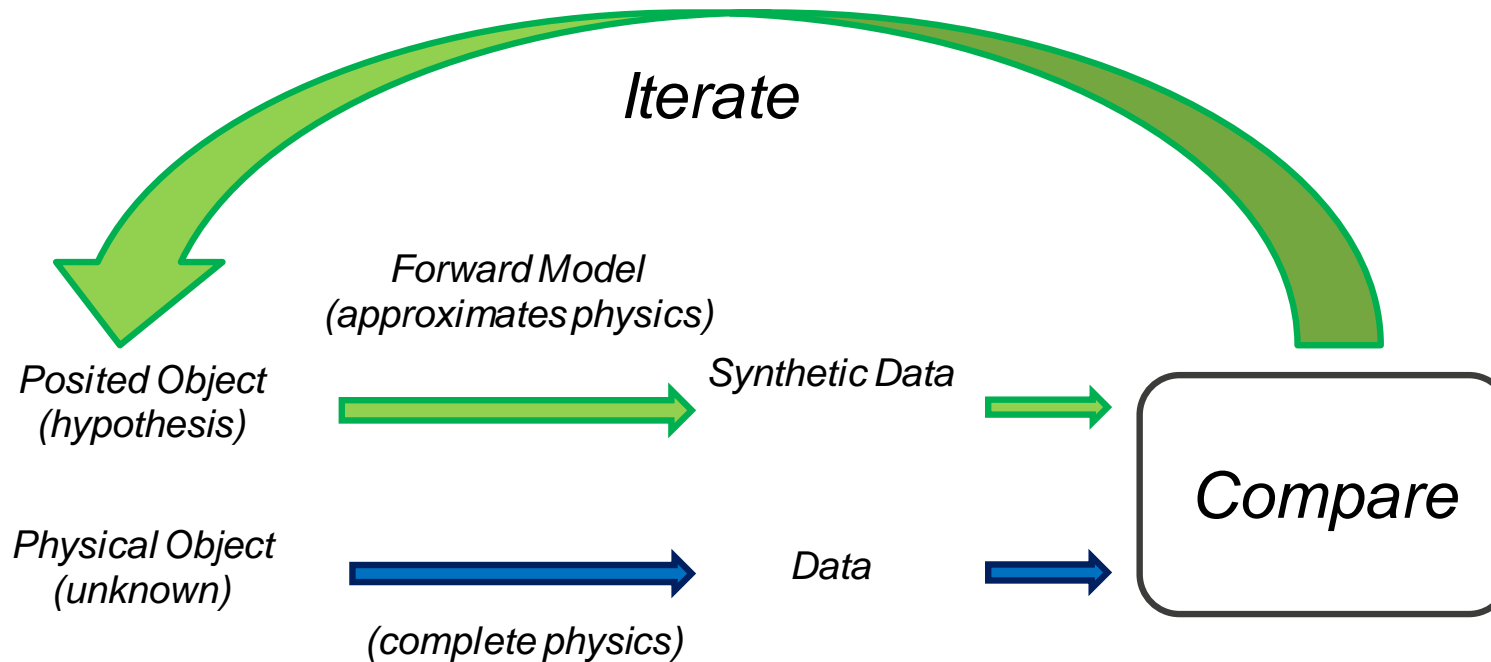 Iterate
Forward Model
(approximates physics)
Posited Object
(hypothesis)
Synthetic Data
Compare
Physical Object
(unknown)
Data
(complete physics)